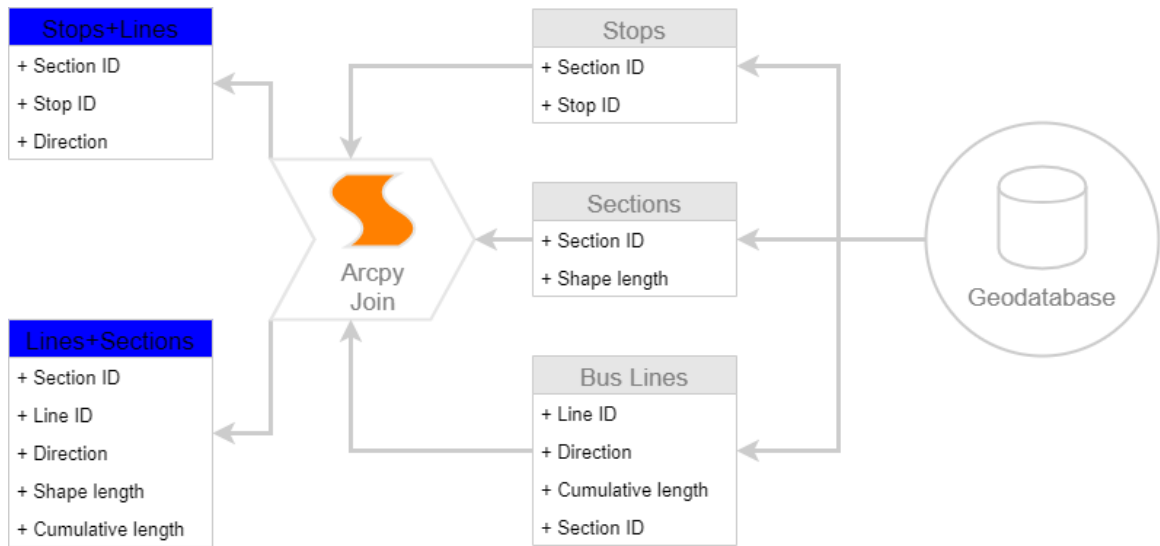 Stops+Lines
+ Section ID
+ Stop ID
+ Direction
Lines+Sections
+ Section ID
+ Line ID
+ Direction
+ Shape length
+ Cumulative length
Arcpy
Join
Stops
+ Section ID
+ Stop ID
Sections
+ Section ID
+ Shape length
Bus Lines
+ Line ID
+ Direction
+ Cumulative length
+ Section ID
Geodatabase